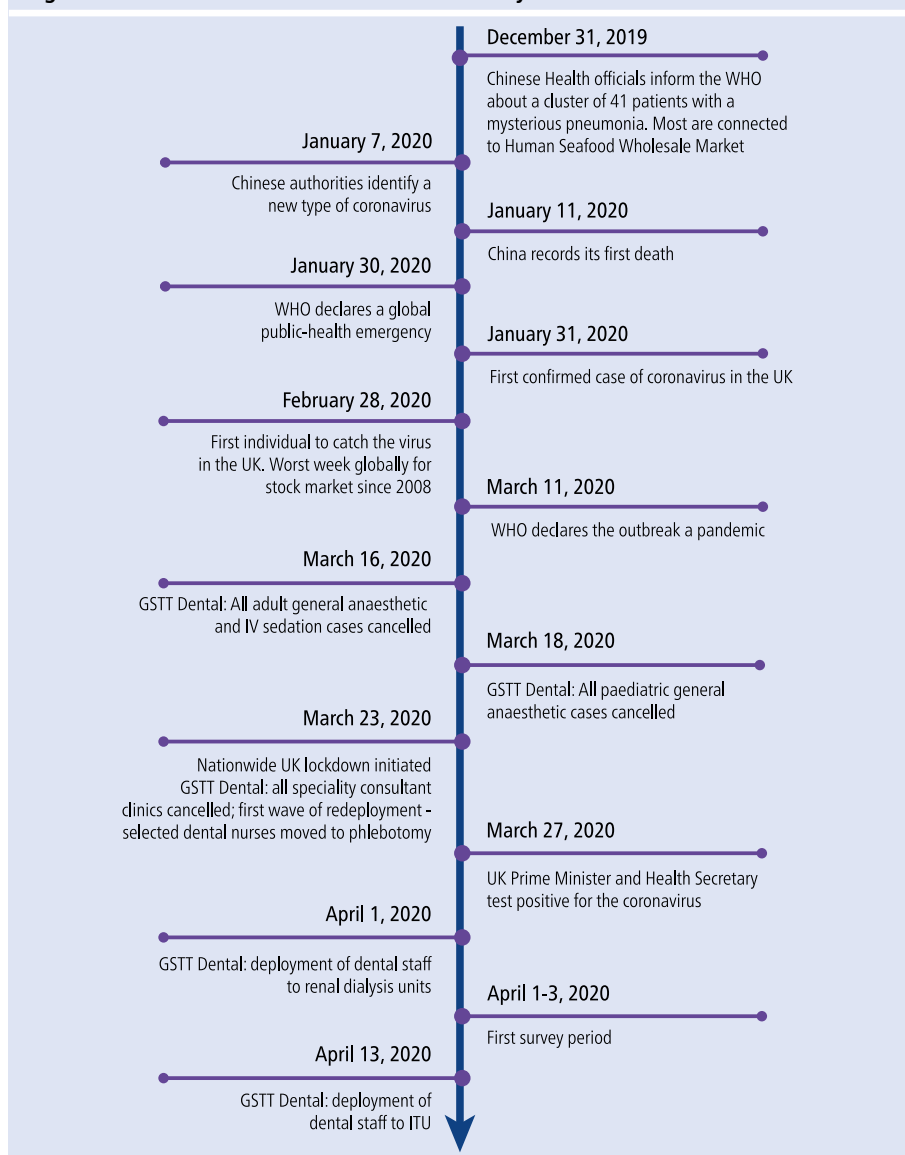 December 31, 2019
Chinese Health officials inform the WHO
about a cluster of 41 patients with a
mysterious pneumonia. Most are connected
to Human Seafood Wholesale Market
January 7, 2020
Chinese authorities identify a
new type of coronavirus
January 11, 2020
China records its first death
January 30, 2020
WHO declares a global
public-health emergency
January 31, 2020
First confirmed case of coronavirus in the UK
February 28, 2020
First individual to catch the virus
in the UK. Worst week globally for
stock market since 2008
March 11, 2020
WHO declares the outbreak a pandemic
March 16, 2020
GSTT Dental: All adult general anaesthetic
and IV sedation cases cancelled
March 18, 2020
GSTT Dental: All paediatric general
anaesthetic cases cancelled
March 23, 2020
Nationwide UK lockdown initiated
GSTT Dental: all speciality consultant
clinics cancelled; first wave of redeployment -
selected dental nurses moved to phlebotomy
March 27, 2020
UK Prime Minister and Health Secretary
test positive for the coronavirus
April 1, 2020
GSTT Dental: deployment of dental staff
to renal dialysis units
April 1-3, 2020
First survey period
April 13, 2020
GSTT Dental: deployment of
dental staff to ITU